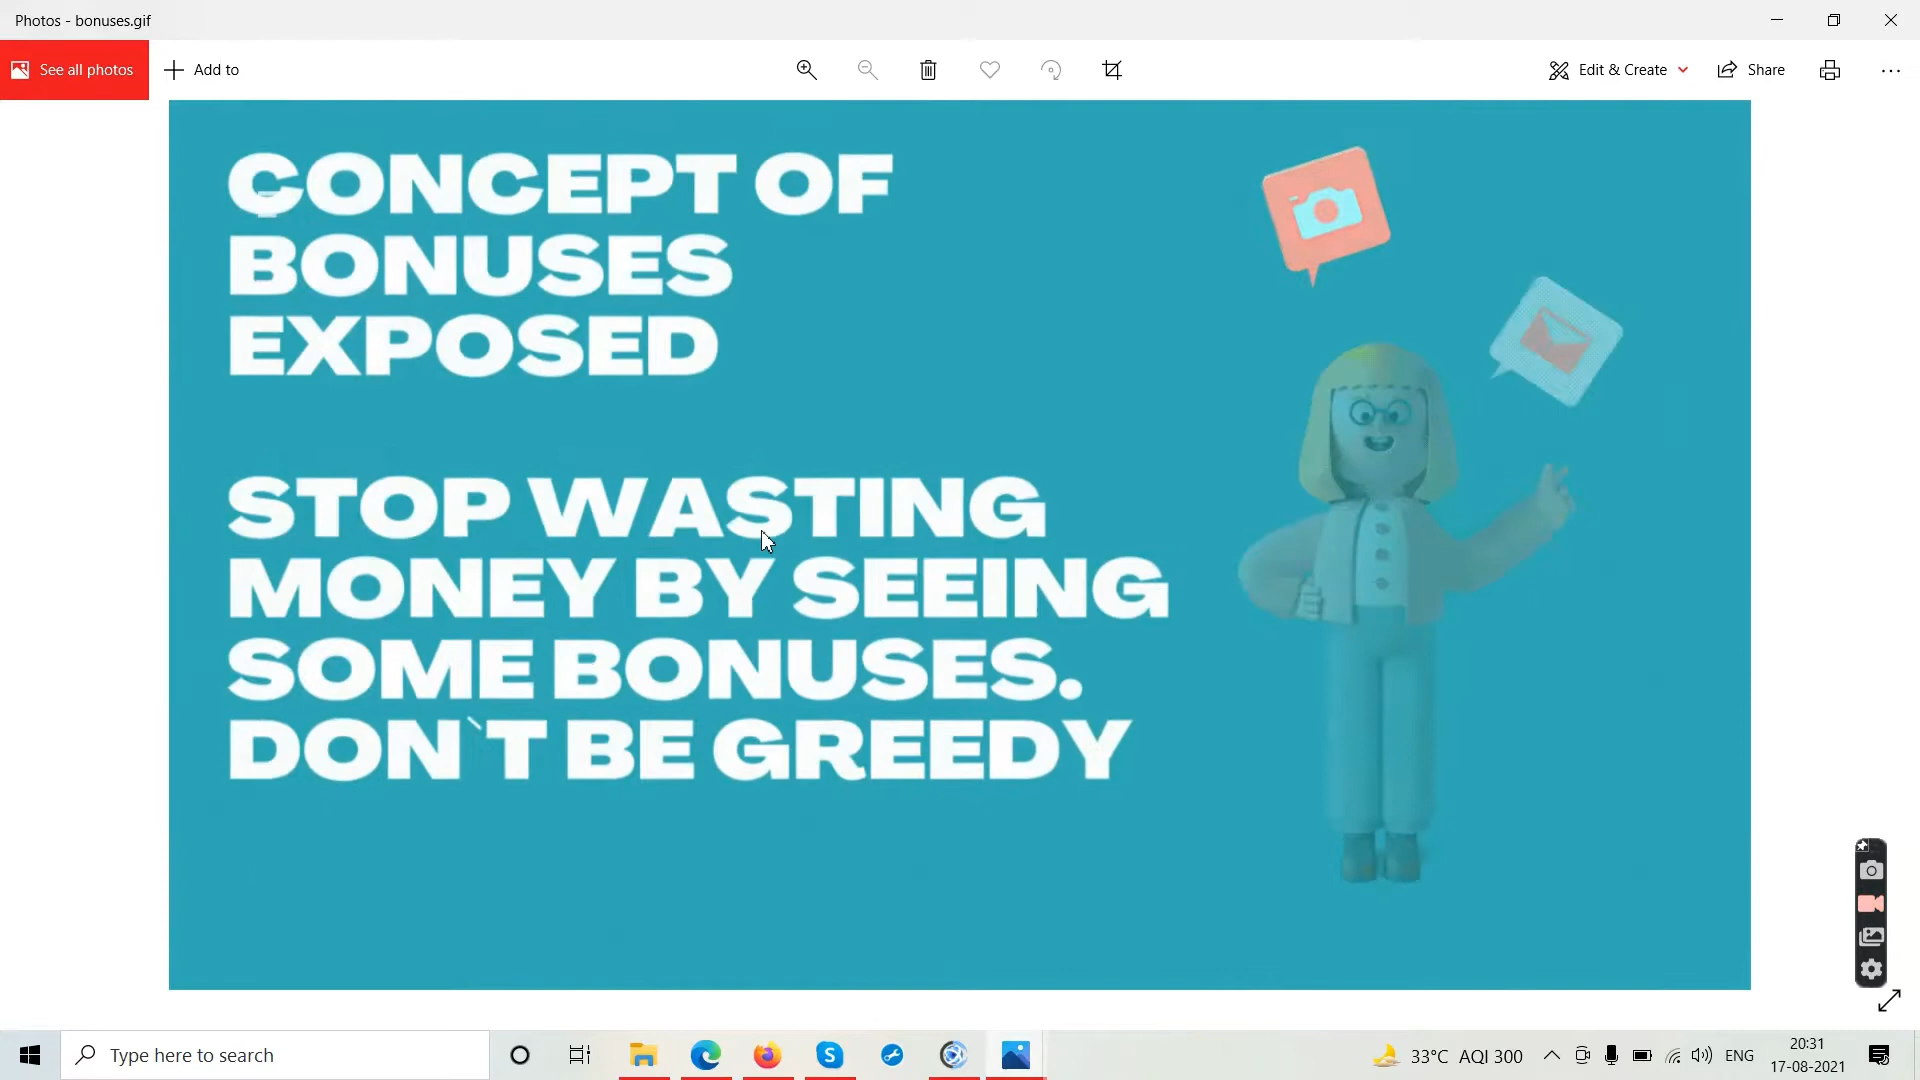 Photos - bonuses.gif
See all photos
Add to
Edit & Create
Share
CONCEPT OF
BONUSES
EXPOSED
STOP WASTING
MONEY BY SEEING
SOME BONUSES.
DON`T BE GREEDY
Type here to search
33°C AQI 300
ENG
20:31
17-08-2021